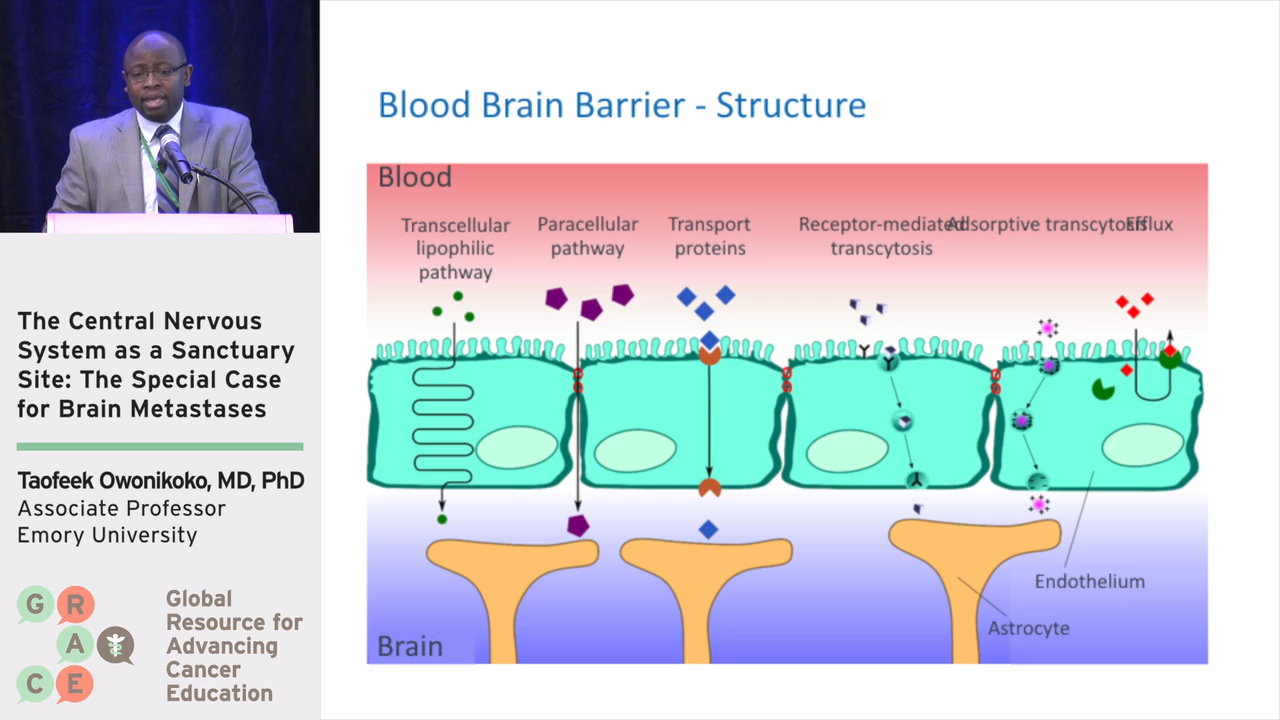 Blood Brain Barrier - Structure
Blood
Transcellular
lipophilic
pathway
Paracellular
pathway
Transport
proteins
Receptor-mediated
transcytosis
Adsorptive transcytosis
Efflux
Endothelium
Astrocyte
Brain
The Central Nervous
System as a Sanctuary
Site: The Special Case
for Brain Metastases
Taofeek Owonikoko, MD, PhD
Associate Professor
Emory University
G R
A
C E
Global
Resource for
Advancing
Cancer
Education